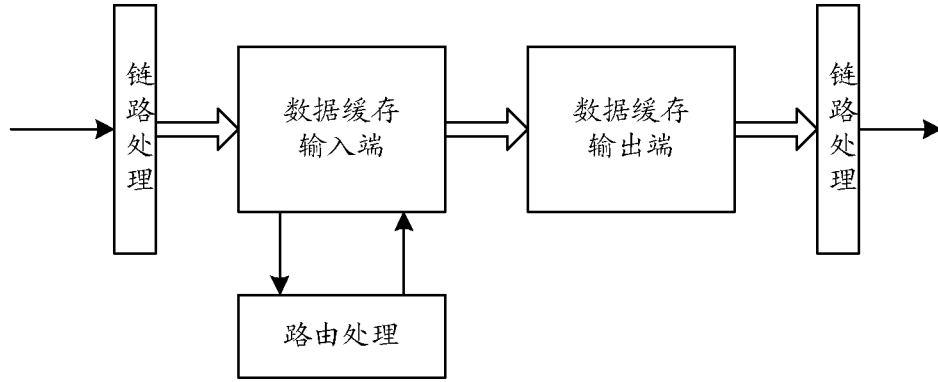 链路处理
数据缓存
输入端
数据缓存
输出端
链路处理
路由处理